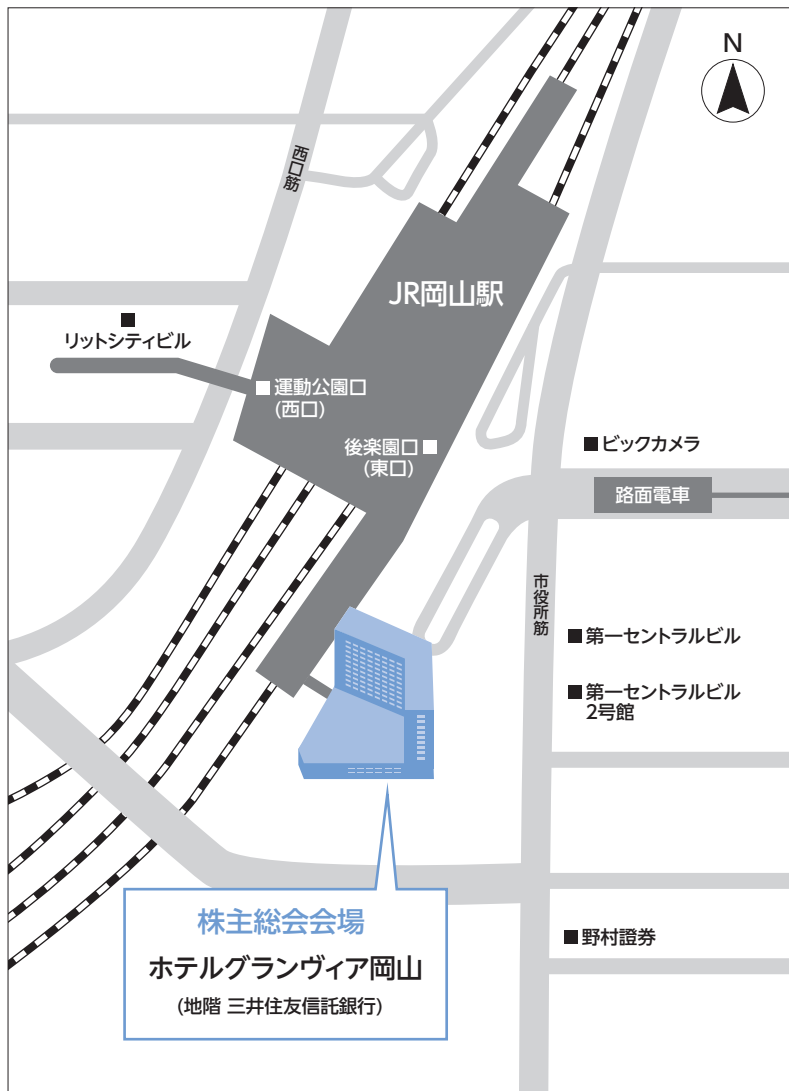 N
西口筋
JR岡山駅
リットシティビル
運動公園口
(西口)
後楽園口
(東口)
ビックカメラ
路面電車
市役所筋
第一セントラルビル
第一セントラルビル
2号館
株主総会会場
ホテルグランヴィア岡山
(地階 三井住友信託銀行)
野村證券